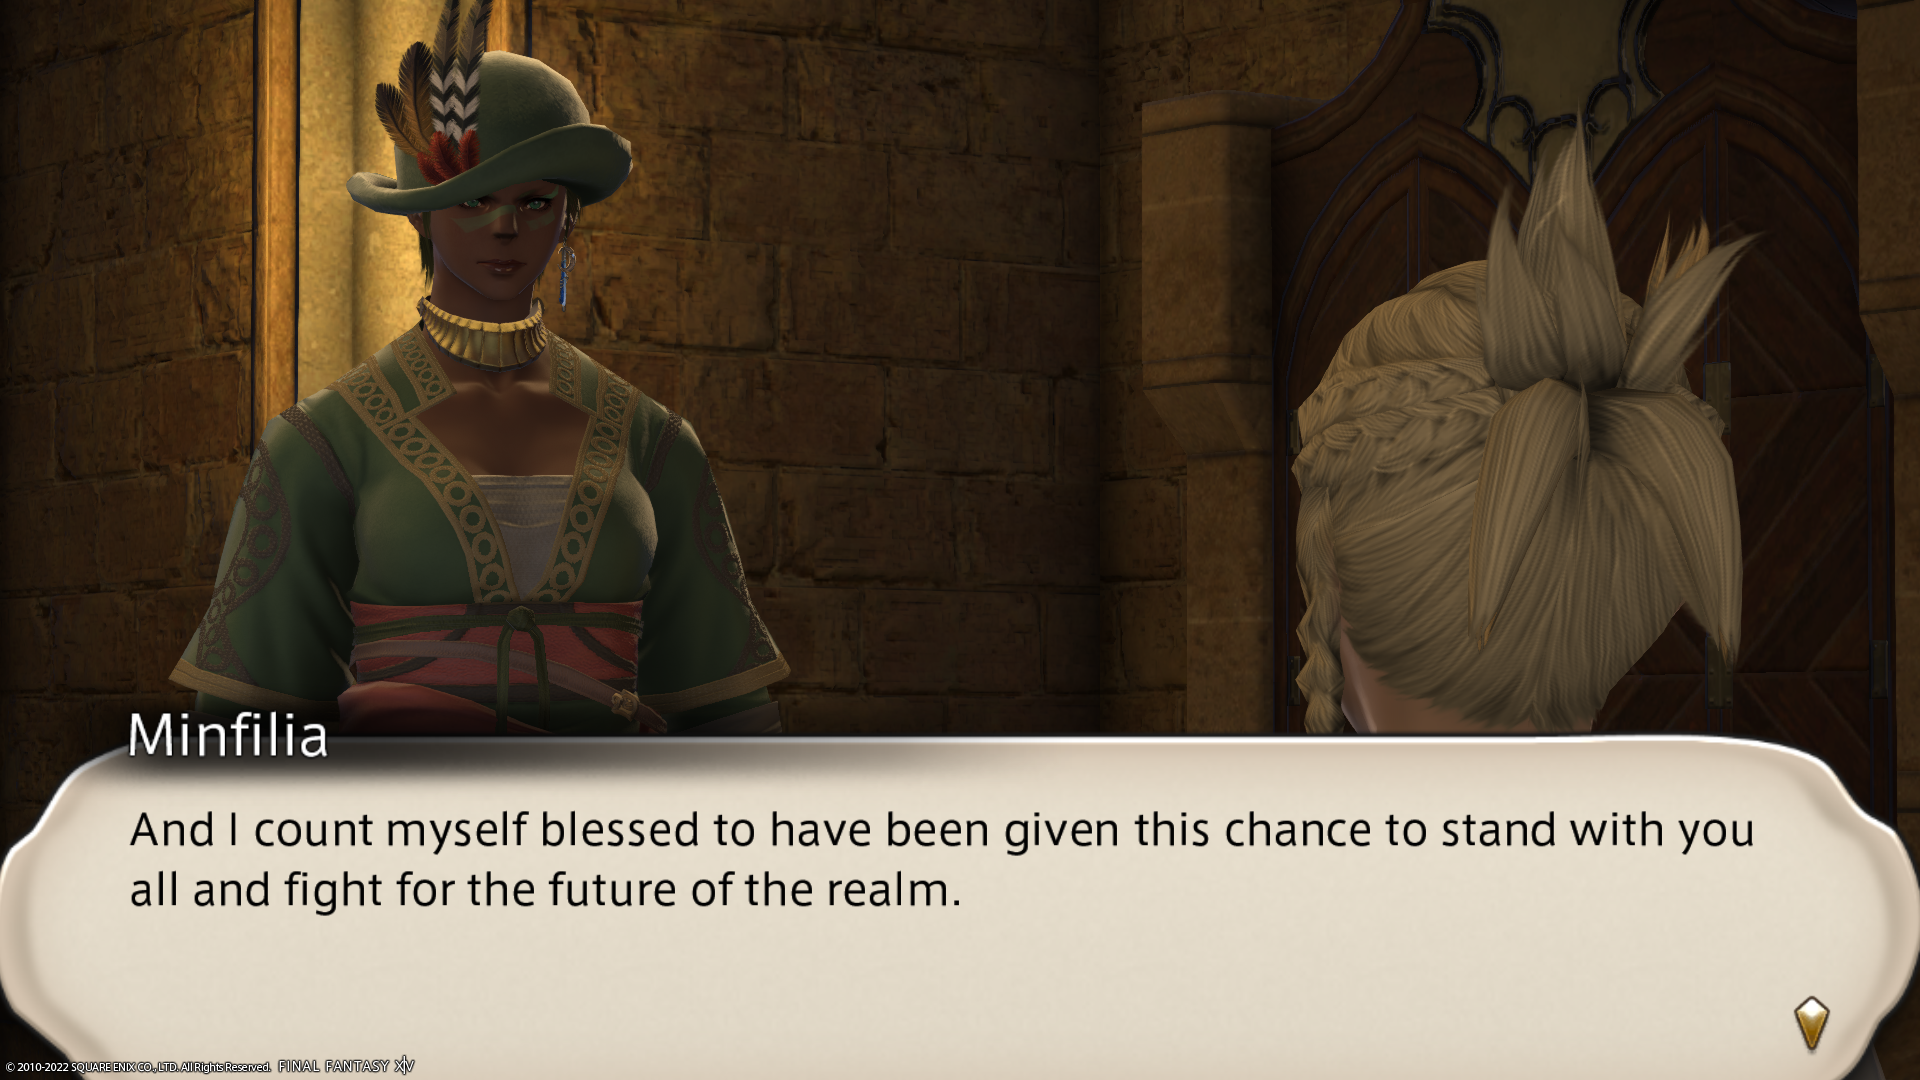 Minfilia
And I count myself blessed to have been given this chance to stand with you
all and fight for the future of the realm.
© 2010-2022 SQUARE ENIX CO., LTD. All Rights Reserved. FINAL FANTASY XIV